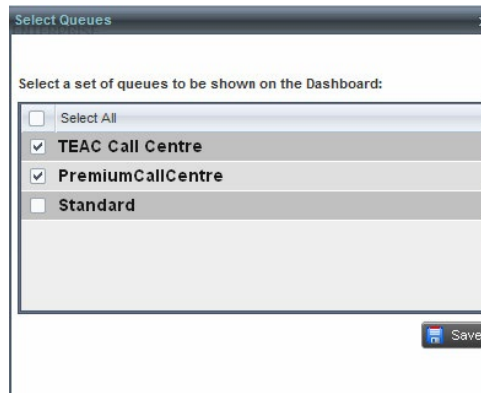 Select Queues
Select a set of queues to be shown on the Dashboard:
Select All
TEAC Call Centre
PremiumCallCentre
Standard
Save